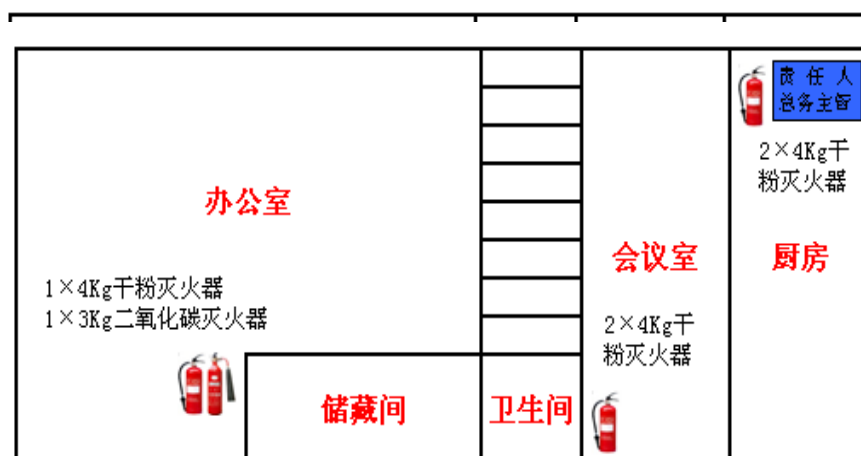 责任人
总务主管
2×4Kg干
粉灭火器
办公室
会议室
厨房
1×4Kg干粉灭火器
1×3Kg二氧化碳灭火器
2×4Kg干
粉灭火器
储藏间
卫生间